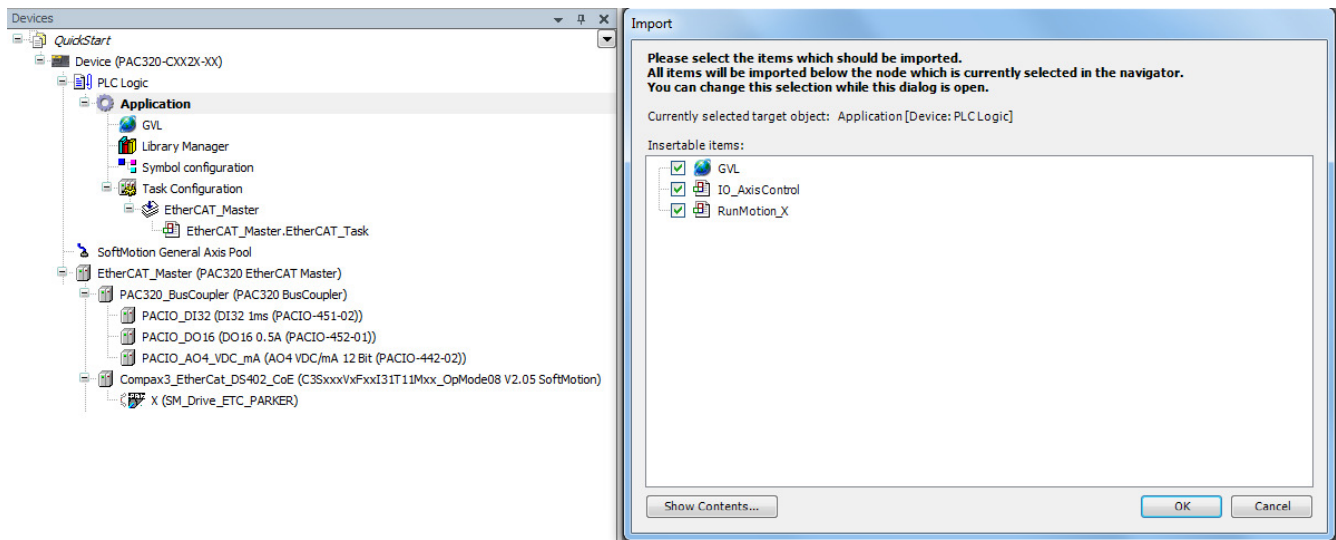 Devices
QuickStart
Device (PAC320-CXX2X-XX)
PLC Logic
Application
GVL
Library Manager
Symbol configuration
Task Configuration
EtherCAT_Master
EtherCAT_Master.EtherCAT_Task
SoftMotion General Axis Pool
EtherCAT_Master (PAC320 EtherCAT Master)
PAC320_BusCoupler (PAC320 BusCoupler)
PACIO_DI32 (DI32 1ms (PACIO-451-02))
PACIO_DO16 (DO16 0.5A (PACIO-452-01))
PACIO_AO4_VDC_mA (AO4 VDC/mA 12 Bit (PACIO-442-02))
Compax3_EtherCat_DS402_CoE (C3SxxxVxFxxI31T11Mxx_OpMode08 V2.05 SoftMotion)
X (SM_Drive_ETC_PARKER)
Import
Please select the items which should be imported.
All items will be imported below the node which is currently selected in the navigator.
You can change this selection while this dialog is open.
Currently selected target object: Application [Device: PLC Logic]
Insertable items:
GVL
IO_AxisControl
RunMotion_X
Show Contents...
OK
Cancel